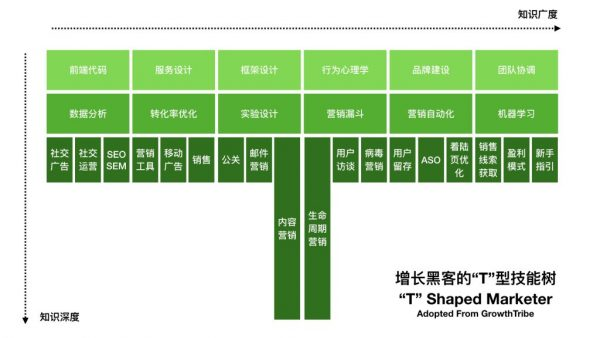 知识广度
前端代码
服务设计
框架设计
行为心理学
品牌建设
团队协调
数据分析
转化率优化
实验设计
营销漏斗
营销自动化
机器学习
社交
广告
社交
运营
SEO
SEM
营销
工具
移动
广告
销售
公关
邮件
营销
内容
营销
生命
周期
营销
用户
访谈
病毒
营销
用户
留存
ASO
着陆
页优
化
销售
线索
获取
盈利
模式
新手
指引
增长黑客的“T”型技能树
“T” Shaped Marketer
Adopted From GrowthTribe
知识深度